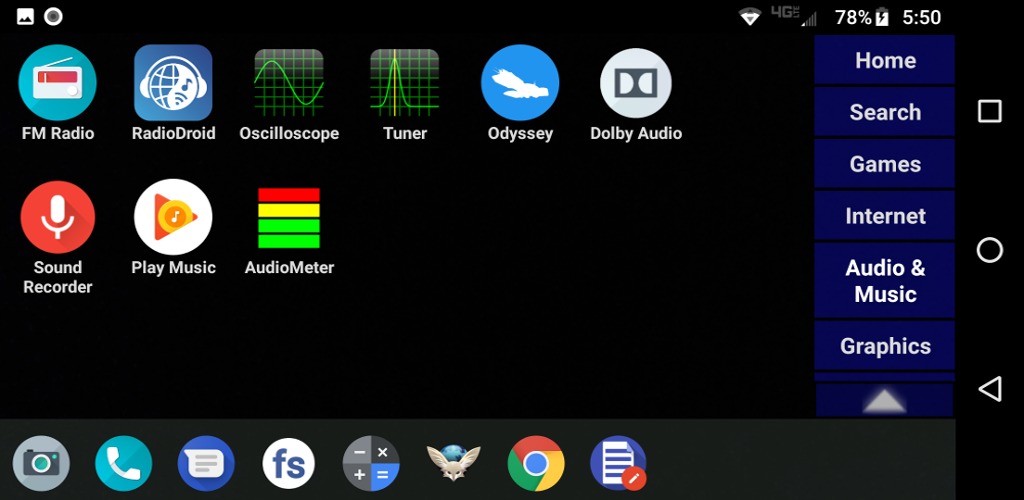 4G LTE 78% 5:50
FM Radio RadioDroid Oscilloscope Tuner Odyssey Dolby Audio
Sound Recorder Play Music AudioMeter
Home
Search
Games
Internet
Audio &
Music
Graphics
fs